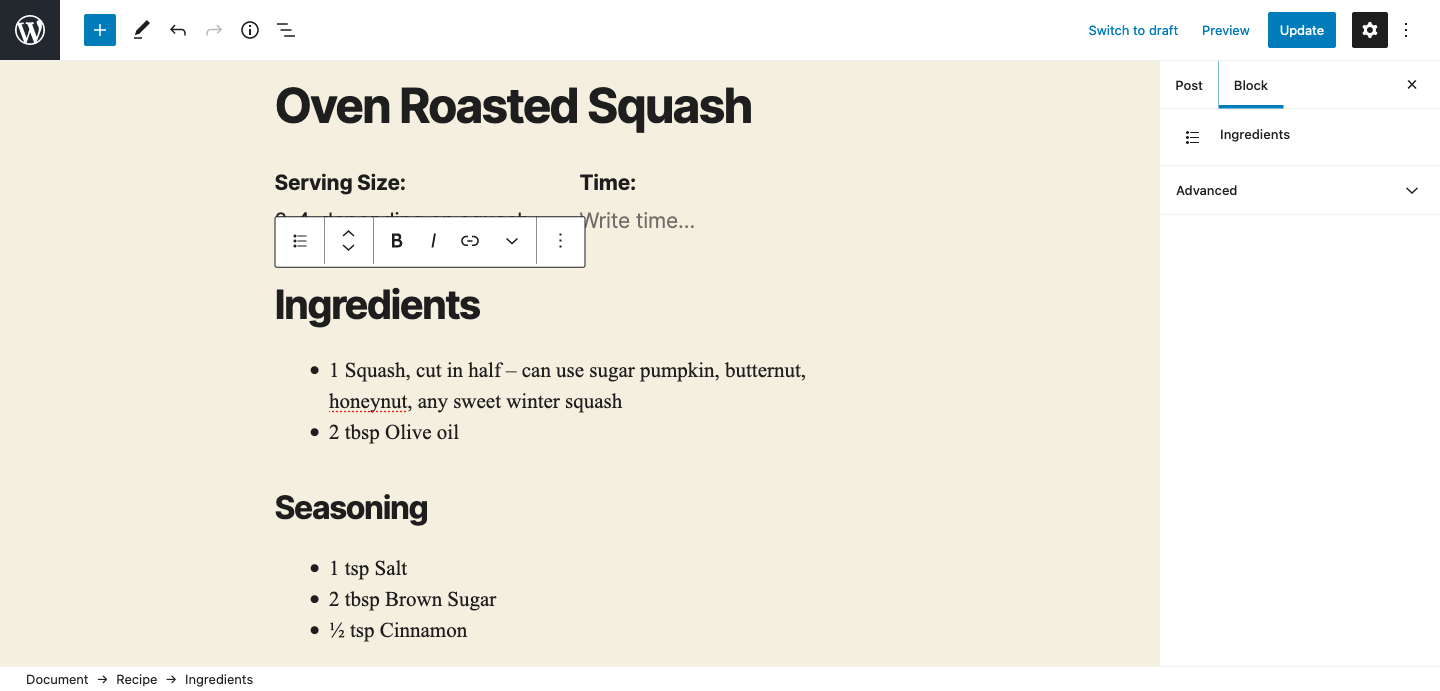 Switch to draft Preview Update
Oven Roasted Squash
Serving Size: Time:
Write time...
B I
Ingredients
1 Squash, cut in half – can use sugar pumpkin, butternut,
honeynut, any sweet winter squash
2 tbsp Olive oil
Seasoning
1 tsp Salt
2 tbsp Brown Sugar
½ tsp Cinnamon
Post Block
Ingredients
Advanced
Document → Recipe → Ingredients